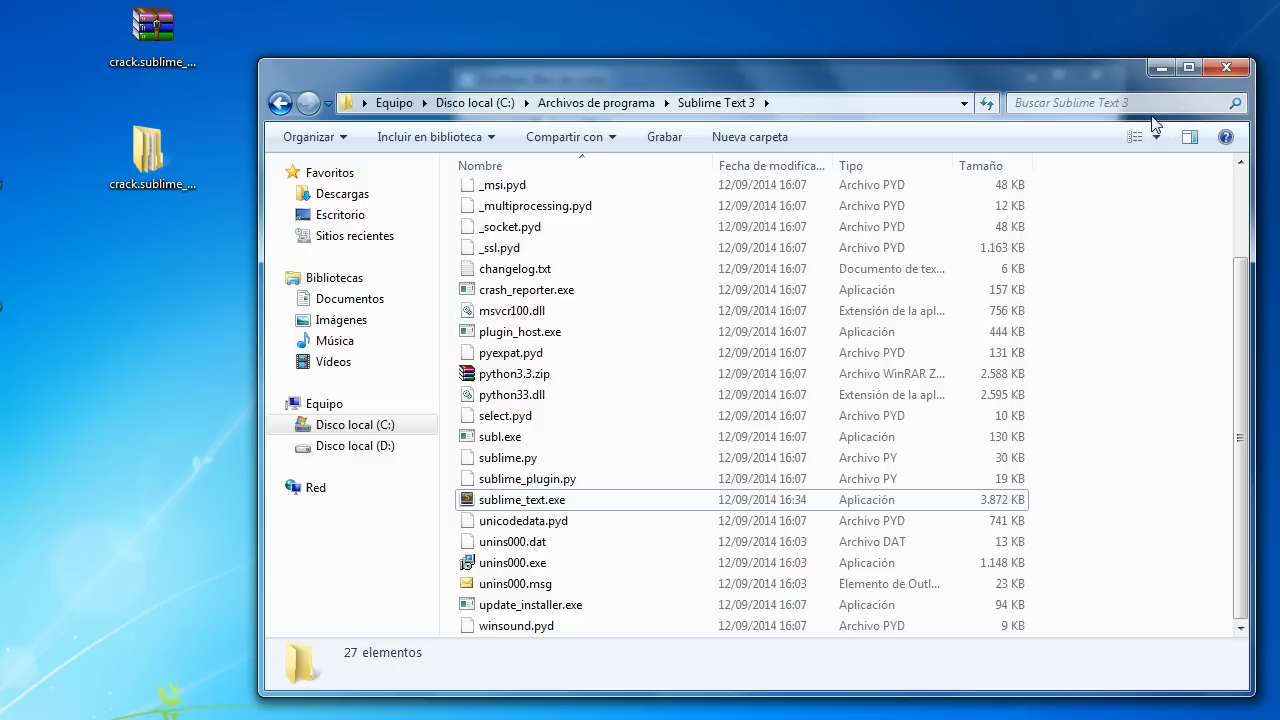 crack.sublime_...
crack.sublime_...
Equipo Disco local (C:) Archivos de programa Sublime Text 3
Buscar Sublime Text 3
Organizar Incluir en biblioteca Compartir con Grabar Nueva carpeta
Favoritos
Descargas
Escritorio
Sitios recientes
Bibliotecas
Documentos
Imágenes
Música
Vídeos
Equipo
Disco local (C:)
Disco local (D:)
Red
Nombre Fecha de modifica... Tipo Tamaño
_msi.pyd 12/09/2014 16:07 Archivo PYD 48 KB
_multiprocessing.pyd 12/09/2014 16:07 Archivo PYD 12 KB
_socket.pyd 12/09/2014 16:07 Archivo PYD 48 KB
_ssl.pyd 12/09/2014 16:07 Archivo PYD 1.163 KB
changelog.txt 12/09/2014 16:07 Documento de tex... 6 KB
crash_reporter.exe 12/09/2014 16:07 Aplicación 157 KB
msvcr100.dll 12/09/2014 16:07 Extensión de la apl... 756 KB
plugin_host.exe 12/09/2014 16:07 Aplicación 444 KB
pyexpat.pyd 12/09/2014 16:07 Archivo PYD 131 KB
python3.3.zip 12/09/2014 16:07 Archivo WinRAR Z... 2.588 KB
python33.dll 12/09/2014 16:07 Extensión de la apl... 2.595 KB
select.pyd 12/09/2014 16:07 Archivo PYD 10 KB
subl.exe 12/09/2014 16:07 Aplicación 130 KB
sublime.py 12/09/2014 16:07 Archivo PY 30 KB
sublime_plugin.py 12/09/2014 16:07 Archivo PY 19 KB
sublime_text.exe 12/09/2014 16:34 Aplicación 3.872 KB
unicodedata.pyd 12/09/2014 16:07 Archivo PYD 741 KB
unins000.dat 12/09/2014 16:03 Archivo DAT 13 KB
unins000.exe 12/09/2014 16:03 Aplicación 1.148 KB
unins000.msg 12/09/2014 16:03 Elemento de Outl... 23 KB
update_installer.exe 12/09/2014 16:07 Aplicación 94 KB
winsound.pyd 12/09/2014 16:07 Archivo PYD 9 KB
27 elementos